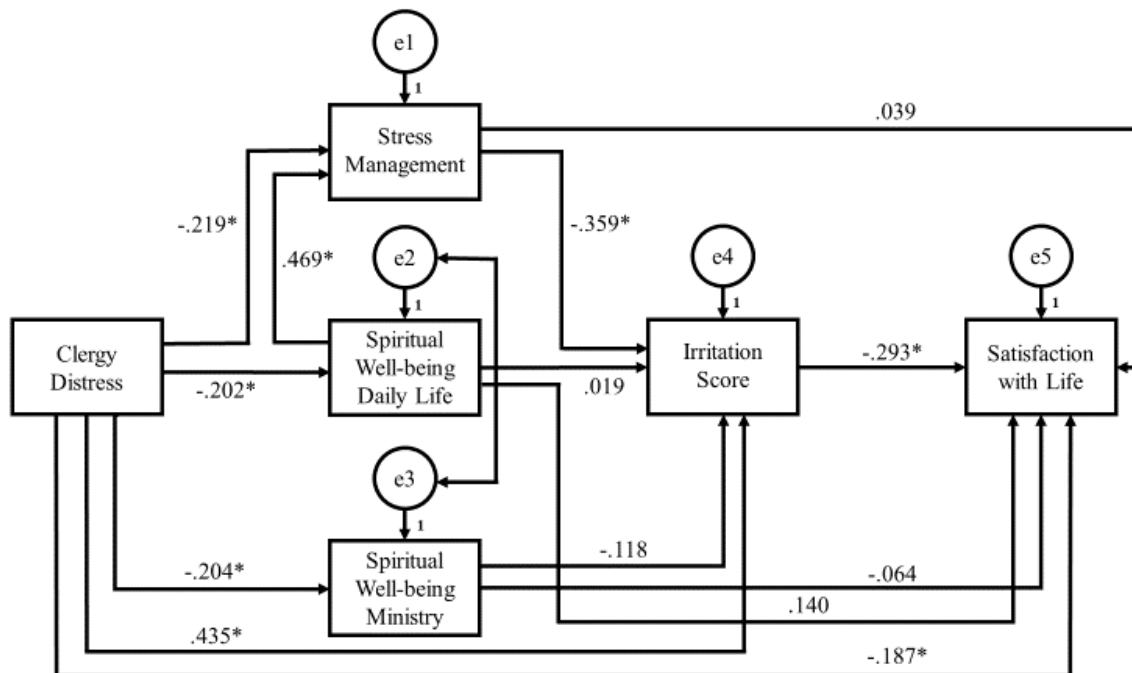 e1
1
Stress
Management
.039
-.219*
.469*
-.359*
e2
1
e4
1
e5
1
Clergy
Distress
-.202*
Spiritual
Well-being
Daily Life
.019
Irritation
Score
-.293*
Satisfaction
with Life
e3
1
Spiritual
Well-being
Ministry
-.204*
-.118
-.064
.140
.435*
-.187*